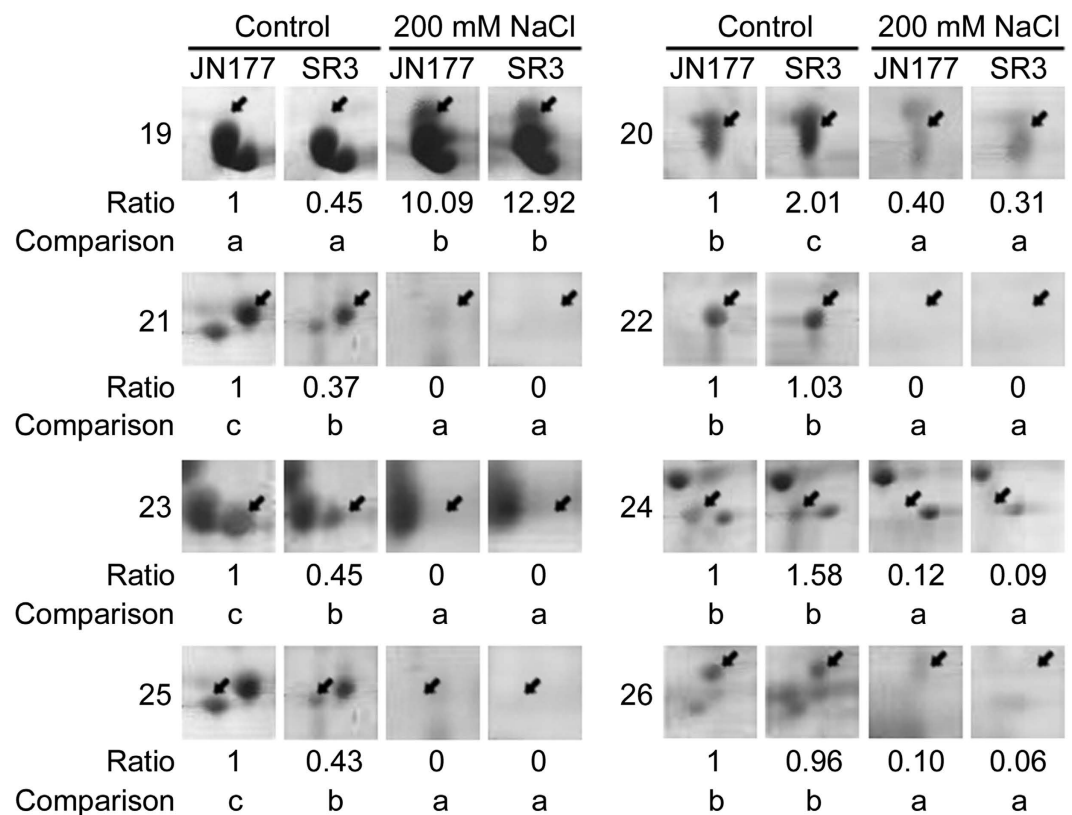 Control 200 mM NaCl Control 200 mM NaCl
JN177 SR3 JN177 SR3 JN177 SR3 JN177 SR3
19 20
Ratio 1 0.45 10.09 12.92 1 2.01 0.40 0.31
Comparison a a b b b c a a
21 22
Ratio 1 0.37 0 0 1 1.03 0 0
Comparison c b a a b b a a
23 24
Ratio 1 0.45 0 0 1 1.58 0.12 0.09
Comparison c b a a b b a a
25 26
Ratio 1 0.43 0 0 1 0.96 0.10 0.06
Comparison c b a a b b a a